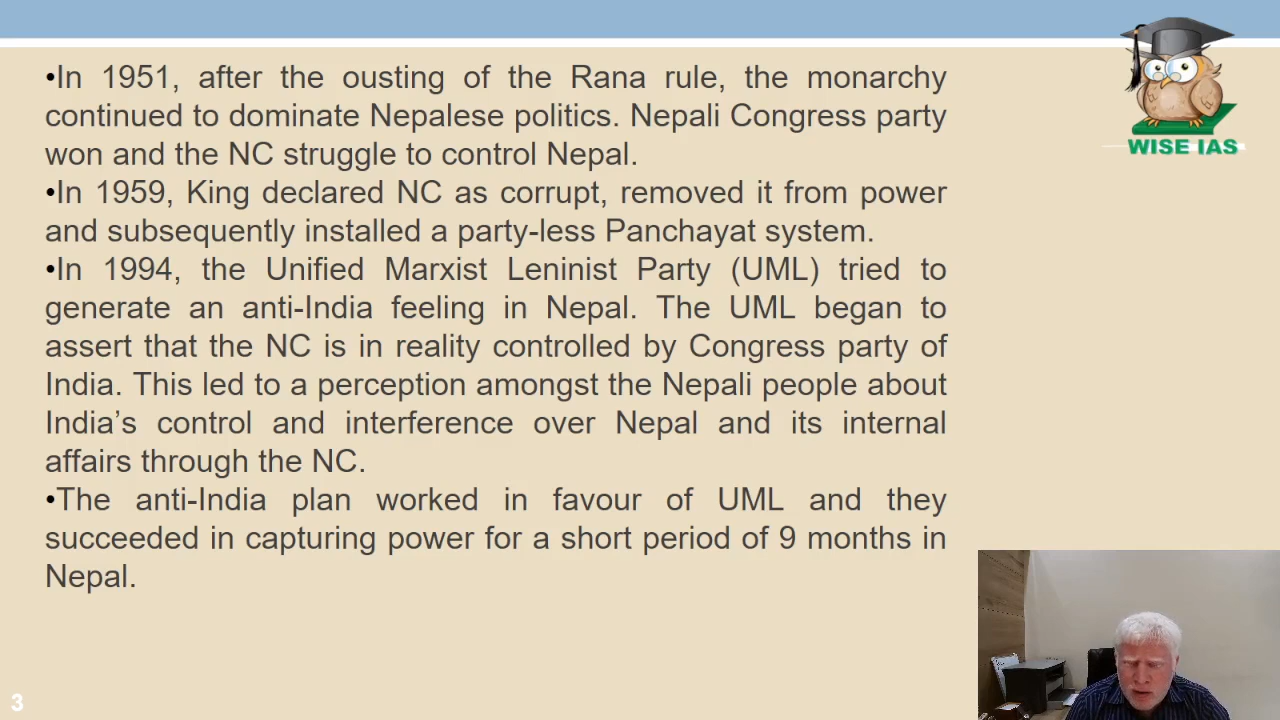 •In 1951, after the ousting of the Rana rule, the monarchy
continued to dominate Nepalese politics. Nepali Congress party
won and the NC struggle to control Nepal.
•In 1959, King declared NC as corrupt, removed it from power
and subsequently installed a party-less Panchayat system.
•In 1994, the Unified Marxist Leninist Party (UML) tried to
generate an anti-India feeling in Nepal. The UML began to
assert that the NC is in reality controlled by Congress party of
India. This led to a perception amongst the Nepali people about
India’s control and interference over Nepal and its internal
affairs through the NC.
•The anti-India plan worked in favour of UML and they
succeeded in capturing power for a short period of 9 months in
Nepal.
WISE IAS
3